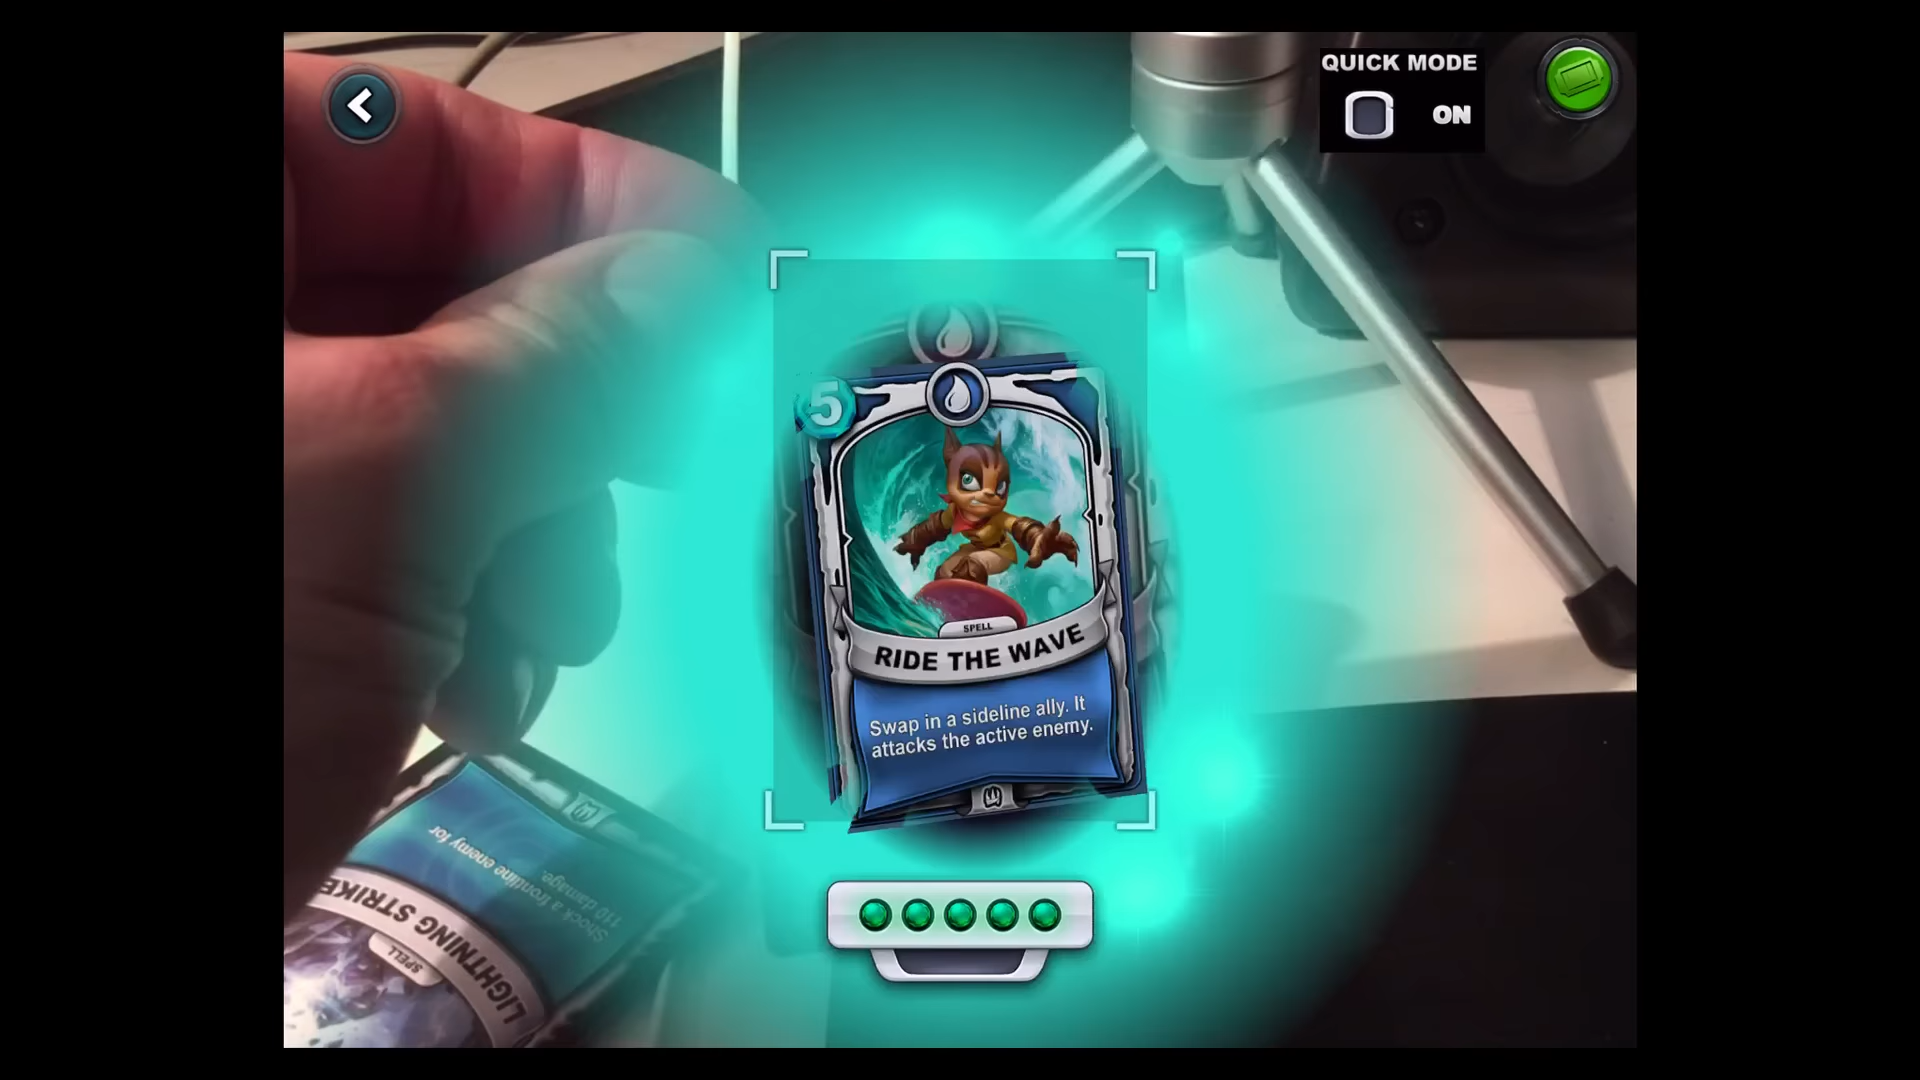 QUICK MODE
ON
5
SPELL
RIDE THE WAVE
Swap in a sideline ally. It
attacks the active enemy.
Shock a frontline enemy for
110 damage.
LIGHTNING STRIKE
SPELL